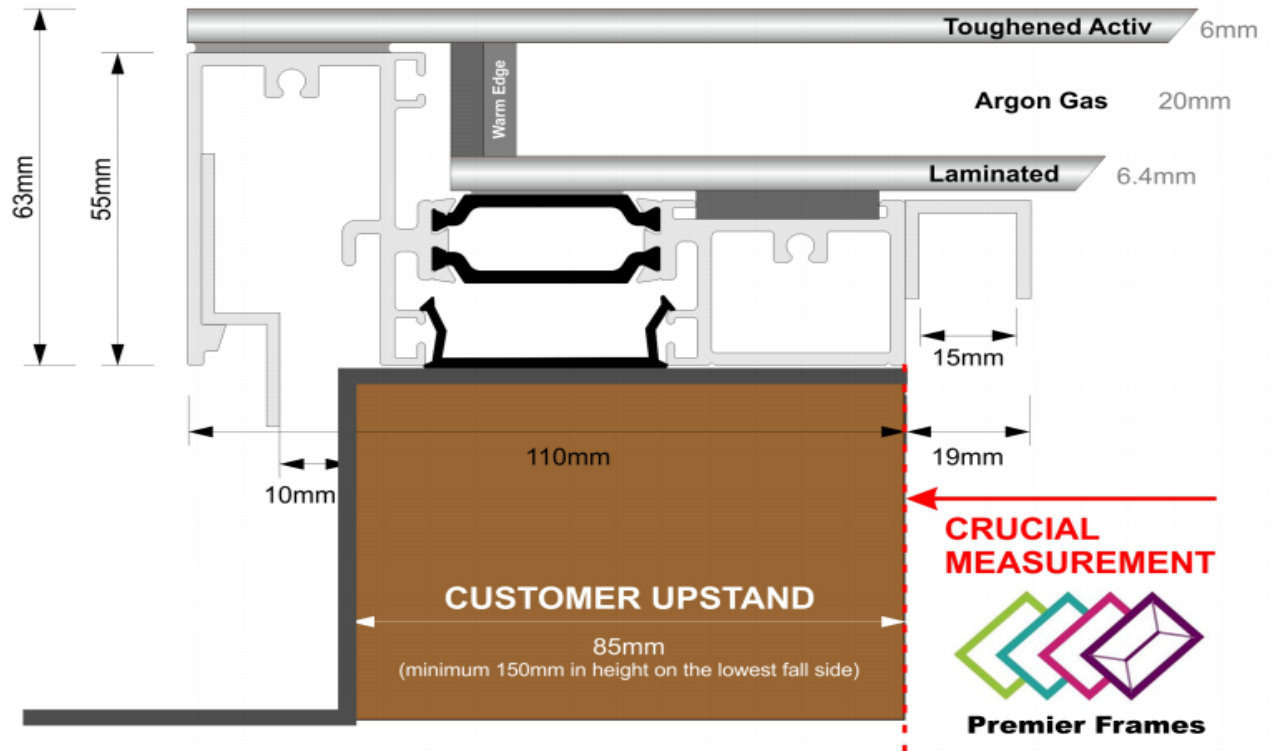 Toughened Activ 6mm
Warm Edge
Argon Gas 20mm
63mm
55mm
Laminated 6.4mm
15mm
110mm
19mm
10mm
CRUCIAL
MEASUREMENT
CUSTOMER UPSTAND
85mm
(minimum 150mm in height on the lowest fall side)
Premier Frames